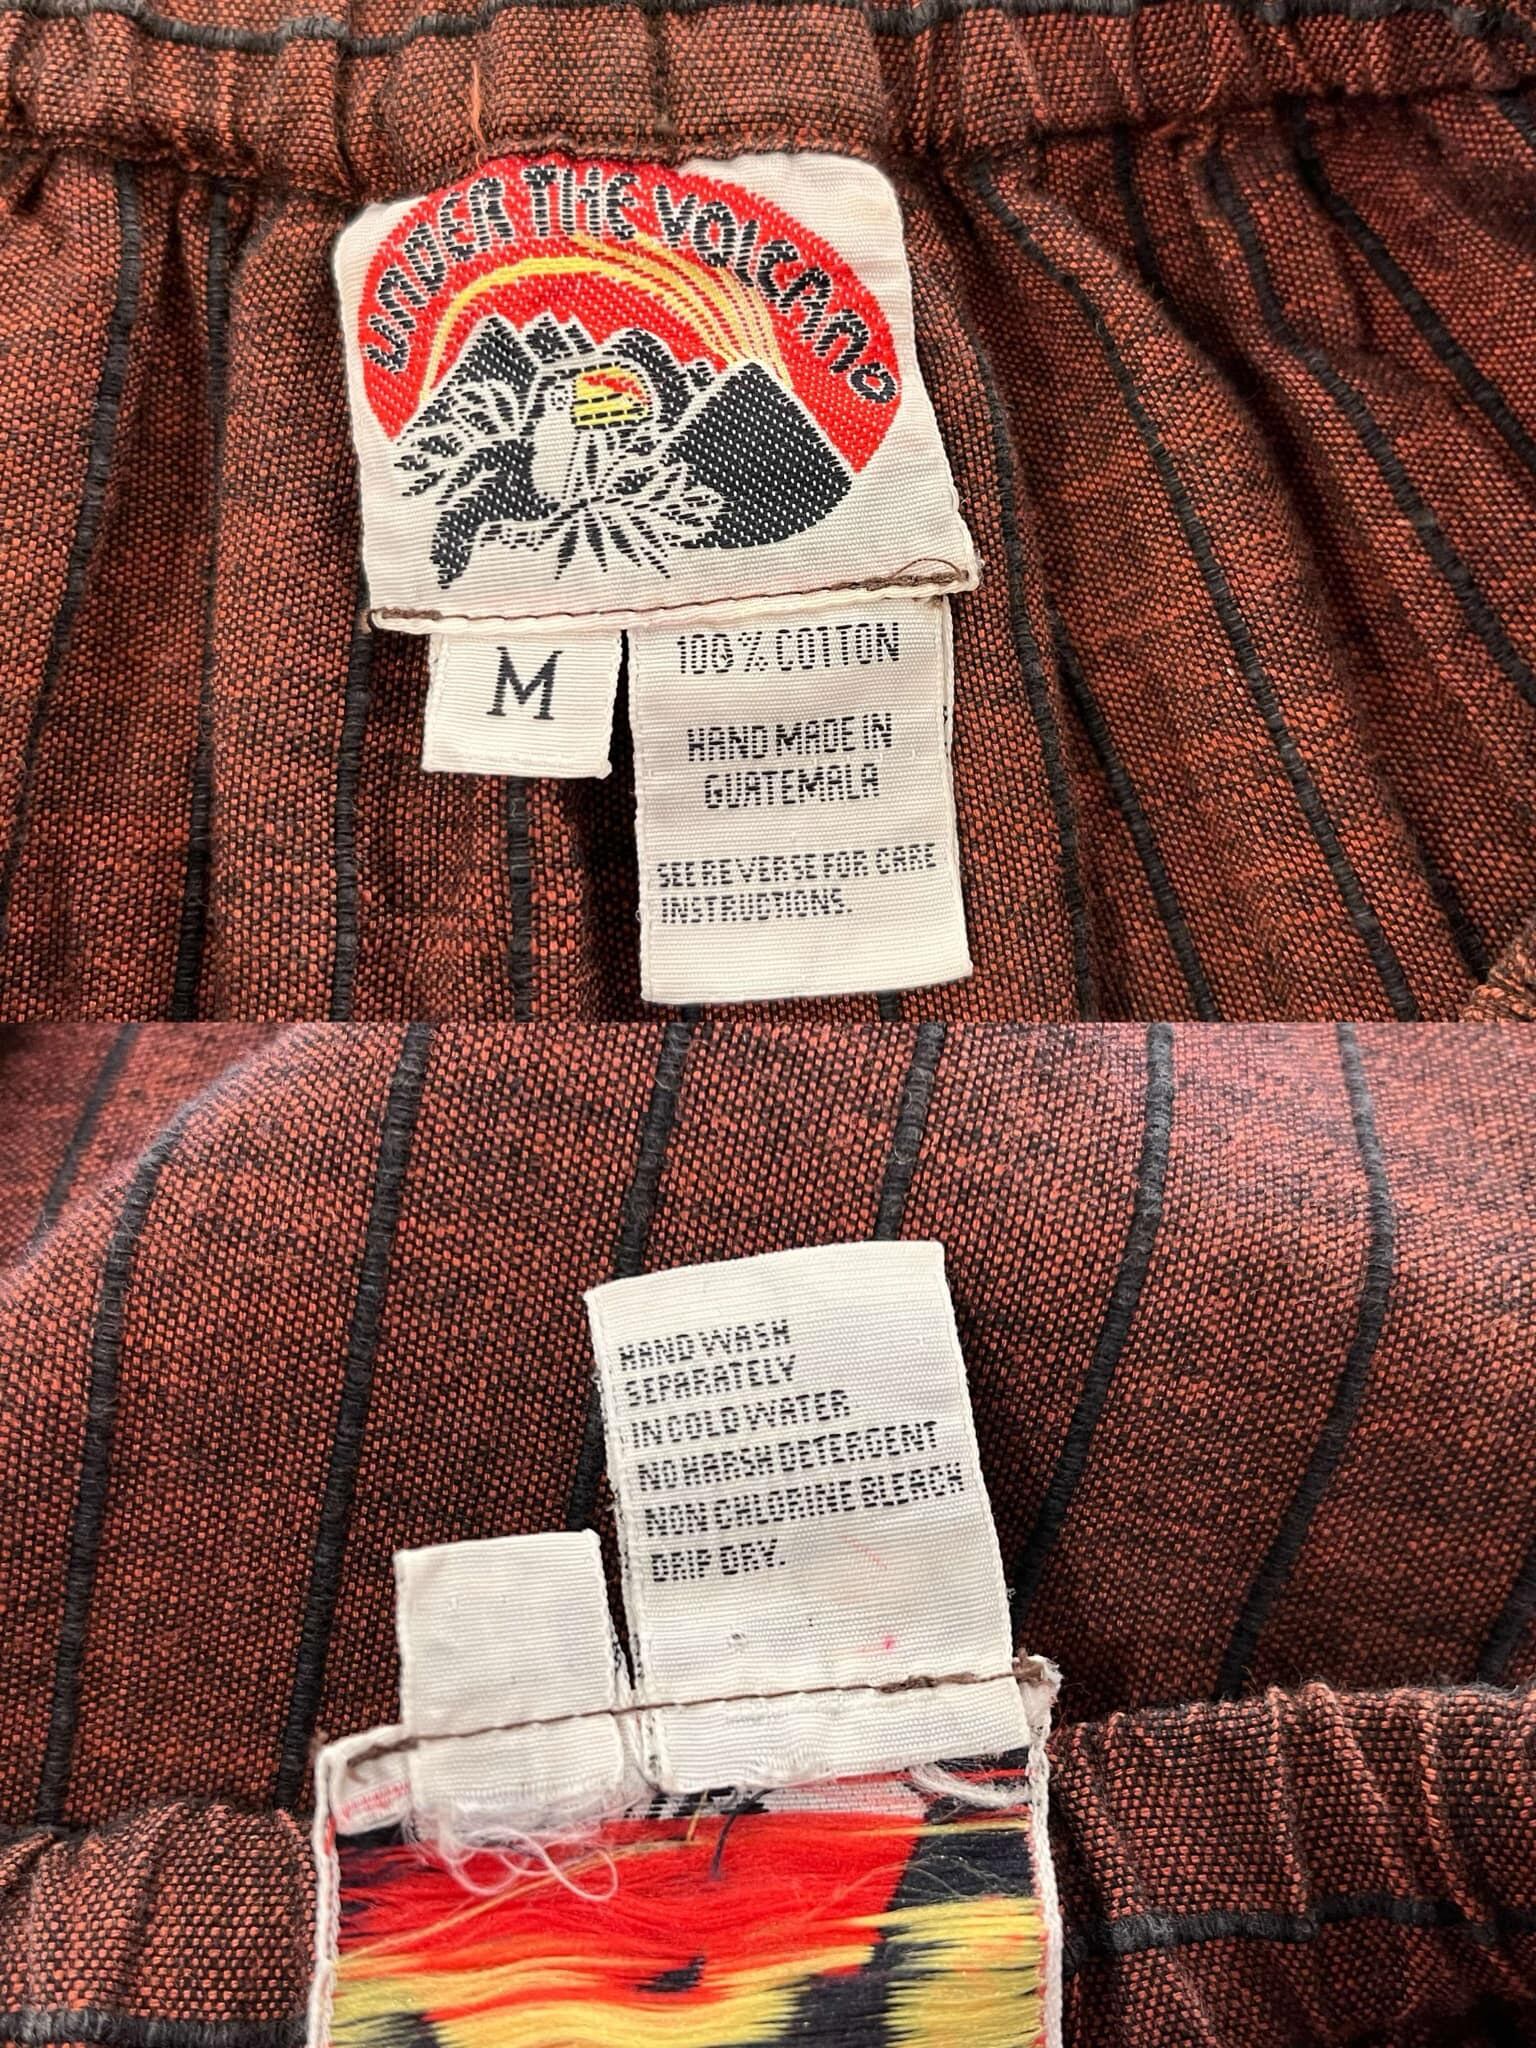 UNDER THE VOLCANO
M
100% COTTON
HAND MADE IN
GUATEMALA
SEE REVERSE FOR CARE
INSTRUCTIONS.
HAND WASH
SEPARATELY
IN COLD WATER
NO HARSH DETERGENT
NON CHLORINE BLEACH
DRIP DRY.